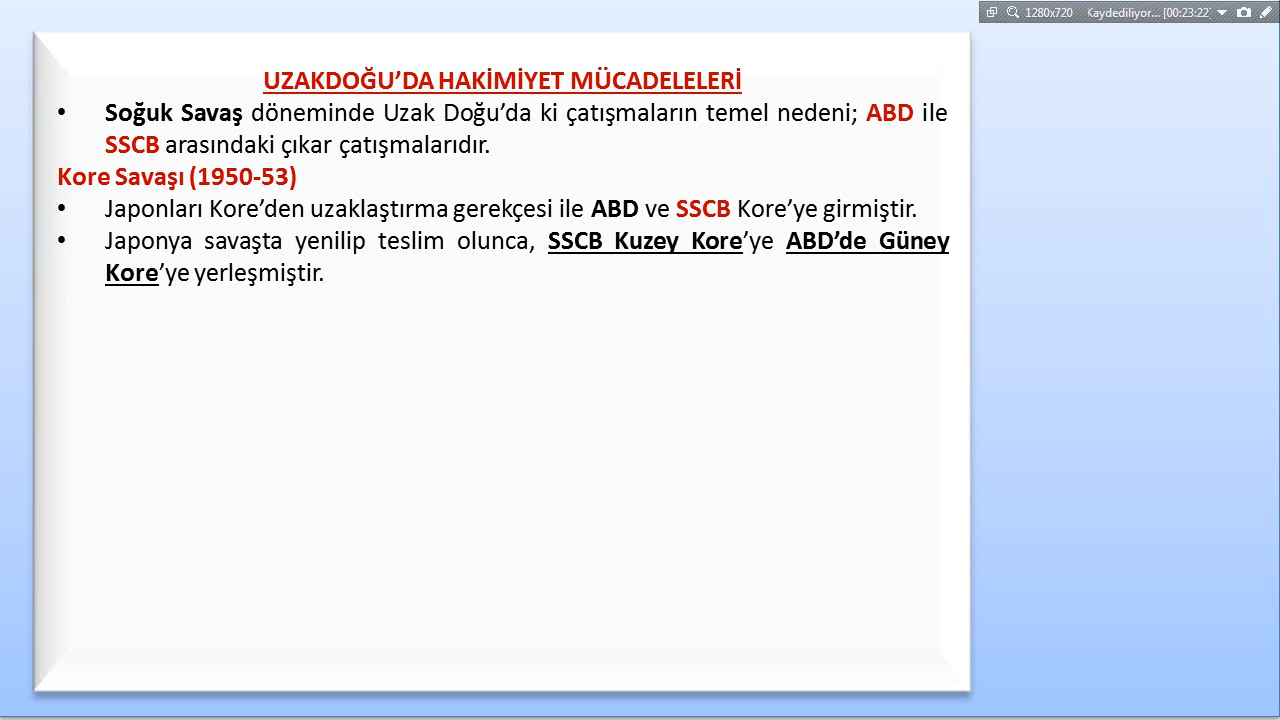 1280x720 Kaydediliyor... [00:23:22]
UZAKDOĞU’DA HAKİMİYET MÜCADELELERİ
• Soğuk Savaş döneminde Uzak Doğu’da ki çatışmaların temel nedeni; ABD ile
SSCB arasındaki çıkar çatışmalarıdır.
Kore Savaşı (1950-53)
• Japonları Kore’den uzaklaştırma gerekçesi ile ABD ve SSCB Kore’ye girmiştir.
• Japonya savaşta yenilip teslim olunca, SSCB Kuzey Kore’ye ABD’de Güney
Kore’ye yerleşmiştir.